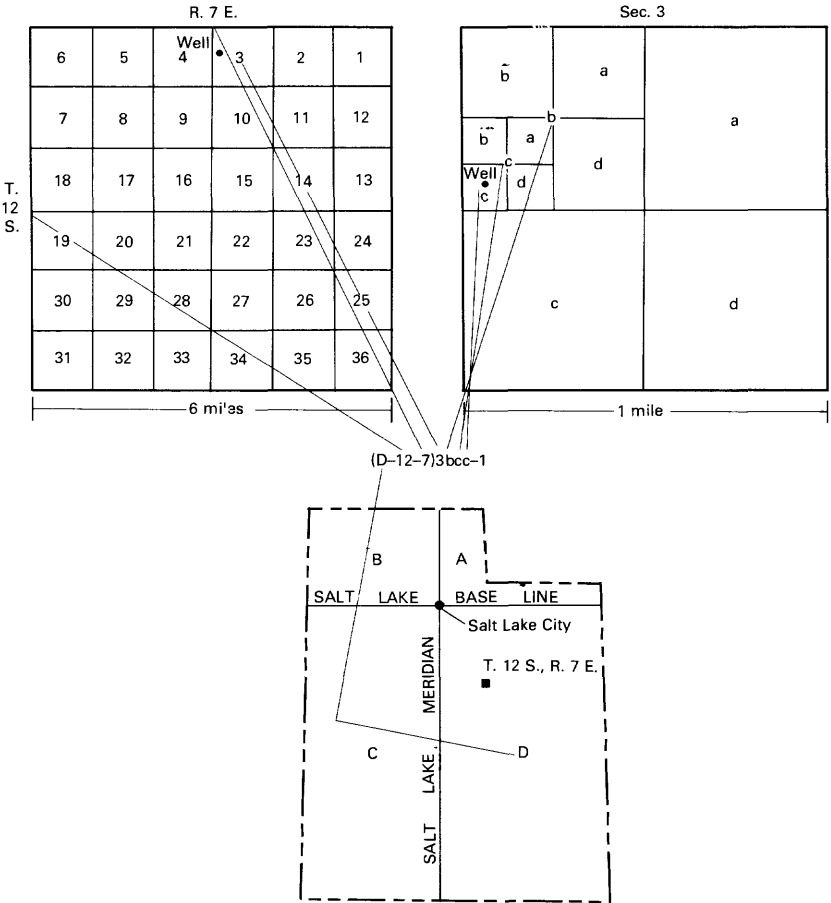 R. 7 E.
Well
6 5 4 3 2 1
7 8 9 10 11 12
18 17 16 15 14 13
T.
12
S.
19 20 21 22 23 24
30 29 28 27 26 25
31 32 33 34 35 36
6 miles
Sec. 3
b a
b
a
b a
c
d
Well
c d
c d
1 mile
(D–12–7)3bcc–1
B A
SALT LAKE BASE LINE
Salt Lake City
T. 12 S., R. 7 E.
C D
SALT LAKE MERIDIAN